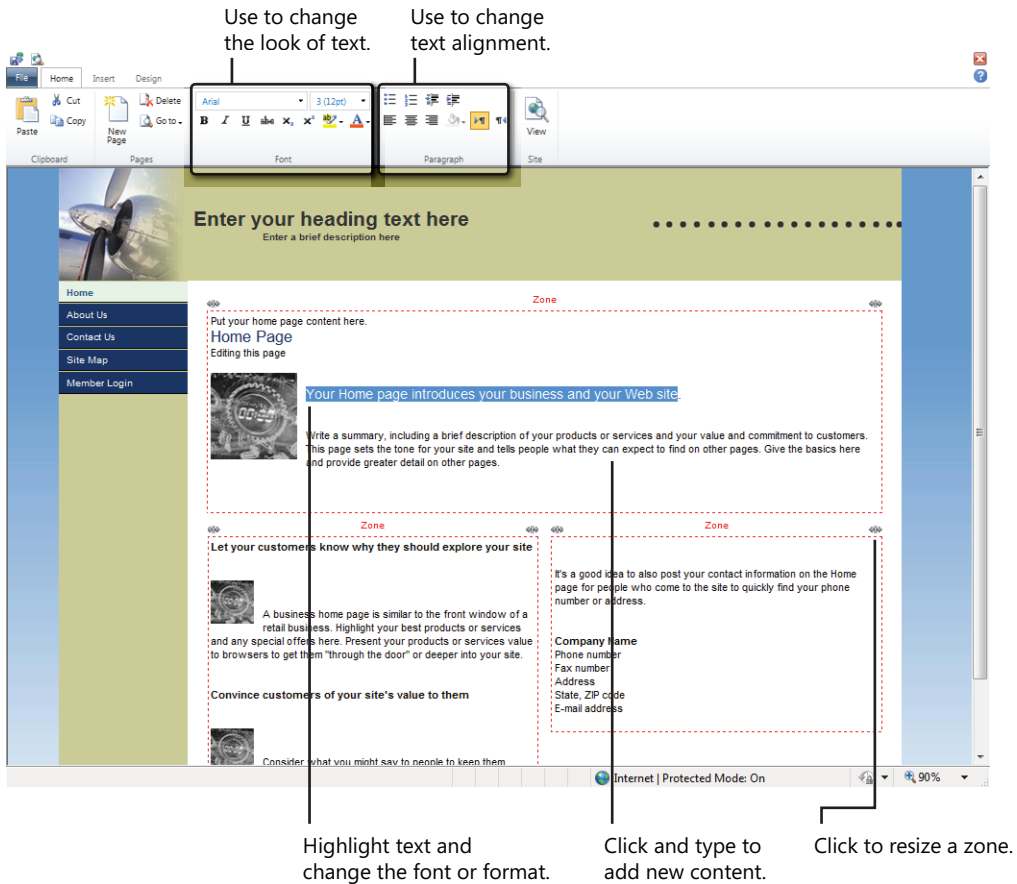 Use to change
the look of text.
Use to change
text alignment.
File Home Insert Design
Paste
Cut
Copy
Clipboard
New
Page
Delete
Go to
Pages
Arial 3 (12pt)
B I U abc X₂ X² ab A
Font
Paragraph
View
Site
Enter your heading text here
Enter a brief description here
Home
About Us
Contact Us
Site Map
Member Login
Zone
Put your home page content here.
Home Page
Editing this page
Your Home page introduces your business and your Web site.
Write a summary, including a brief description of your products or services and your value and commitment to customers.
This page sets the tone for your site and tells people what they can expect to find on other pages. Give the basics here
and provide greater detail on other pages.
Zone
Let your customers know why they should explore your site
A business home page is similar to the front window of a
retail business. Highlight your best products or services
and any special offers here. Present your products or services value
to browsers to get them "through the door" or deeper into your site.
Convince customers of your site's value to them
Consider what you might say to people to keep them
Zone
It's a good idea to also post your contact information on the Home
page for people who come to the site to quickly find your phone
number or address.
Company Name
Phone number
Fax number
Address
State, ZIP code
E-mail address
Internet | Protected Mode: On
90%
Highlight text and
change the font or format.
Click and type to
add new content.
Click to resize a zone.